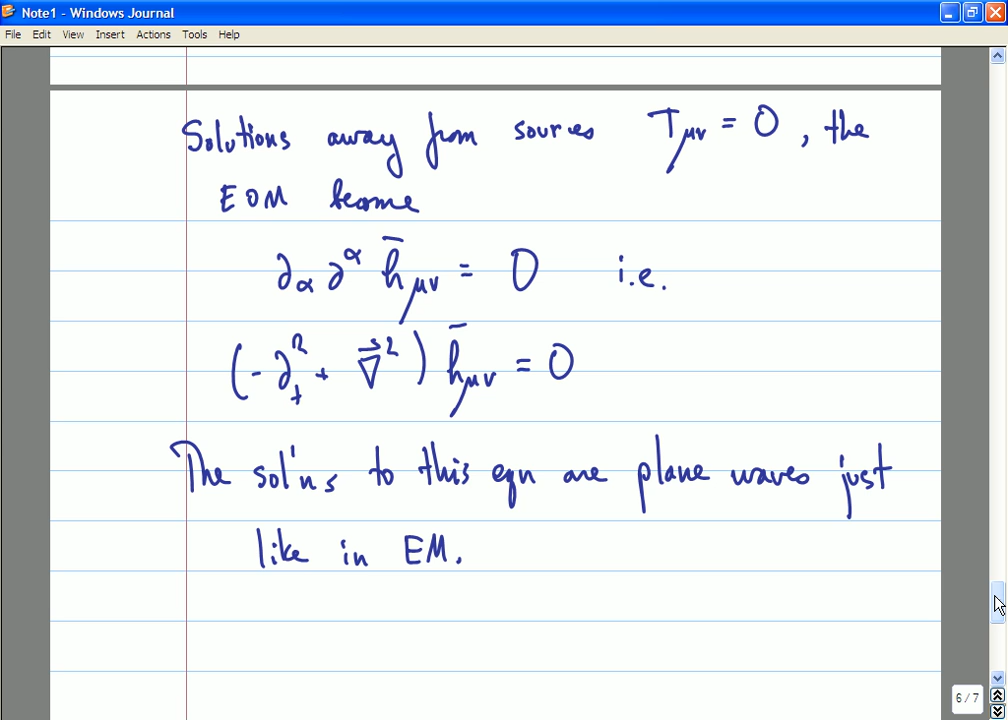 Note1 - Windows Journal
File Edit View Insert Actions Tools Help
Solutions away from sources T_μν = 0 , the
EOM become
∂_α ∂^α h̄_μν = 0 i.e.
(-∂_t^2 + ∇⃗^2) h̄_μν = 0
The sol'ns to this eqn are plane waves just
like in EM.
6 / 7